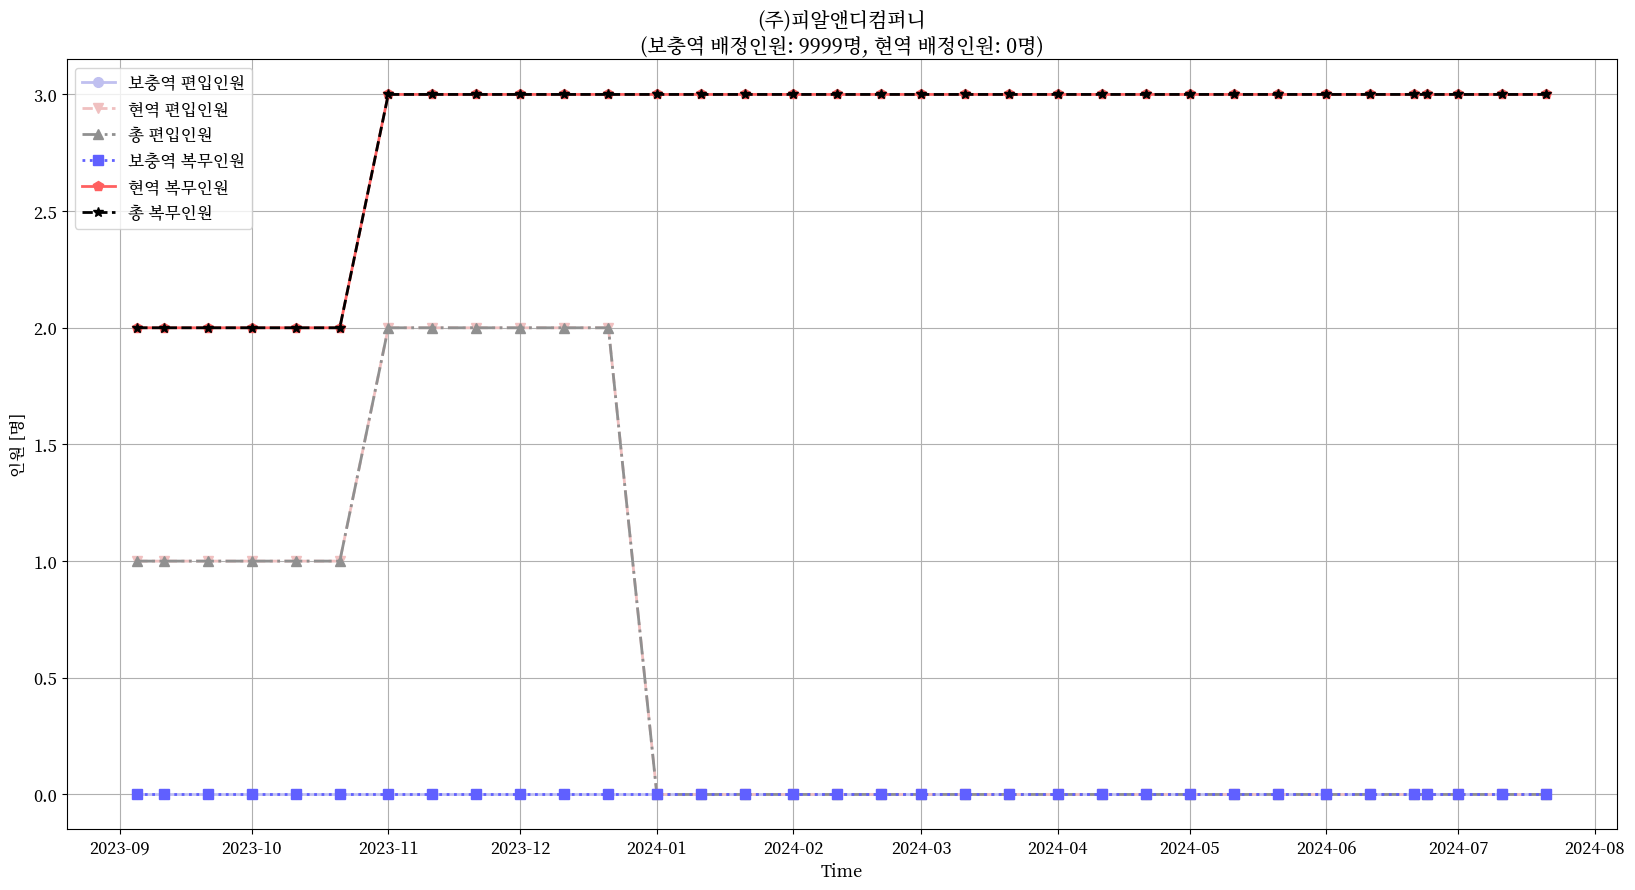 (주)피알앤디컴퍼니
(보충역 배정인원: 9999명, 현역 배정인원: 0명)
보충역 편입인원
현역 편입인원
총 편입인원
보충역 복무인원
현역 복무인원
총 복무인원
3.0
2.5
2.0
1.5
1.0
0.5
0.0
인원 [명]
2023-09 2023-10 2023-11 2023-12 2024-01 2024-02 2024-03 2024-04 2024-05 2024-06 2024-07 2024-08
Time